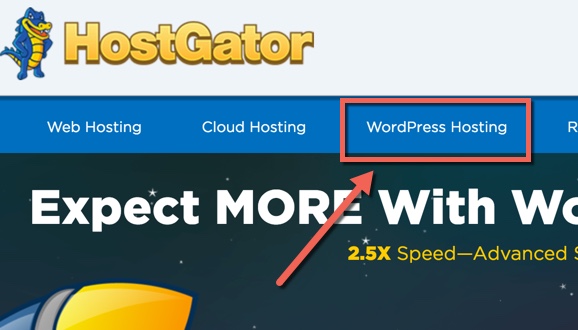 HostGator
Web Hosting Cloud Hosting WordPress Hosting R
Expect MORE With Wo
2.5X Speed—Advanced S